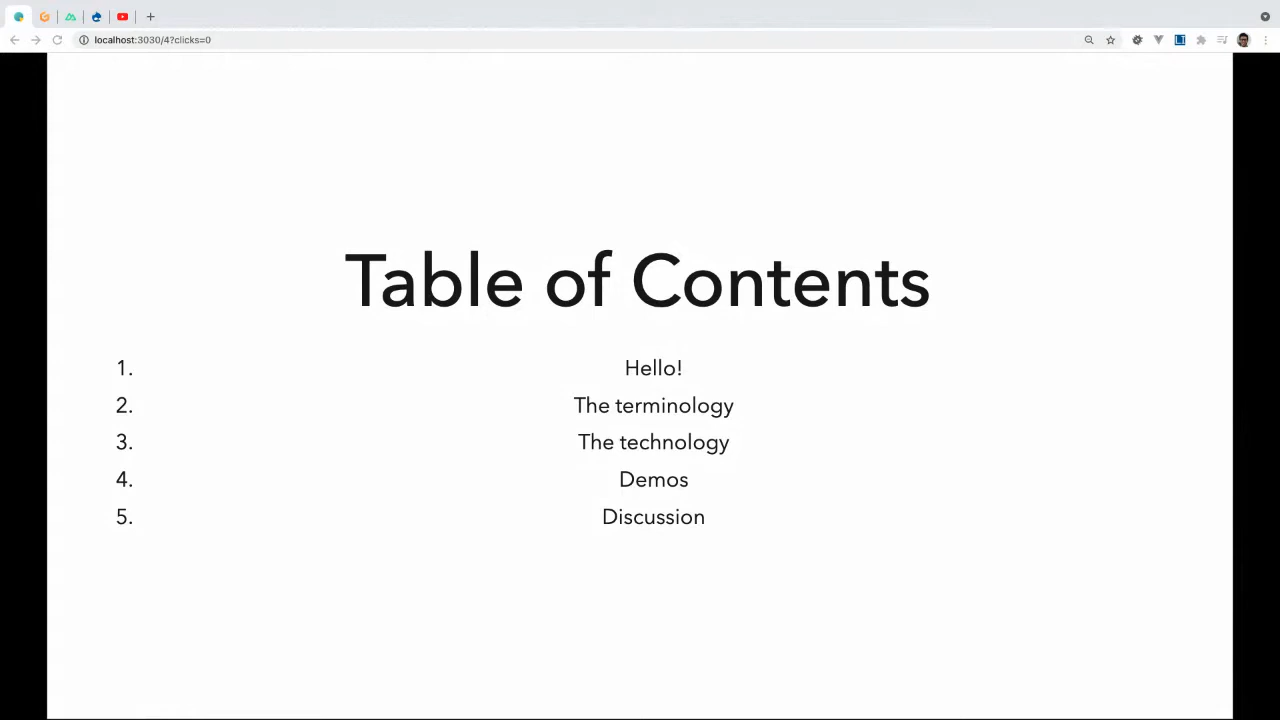 localhost:3030/4?clicks=0
Table of Contents
1. Hello!
2. The terminology
3. The technology
4. Demos
5. Discussion